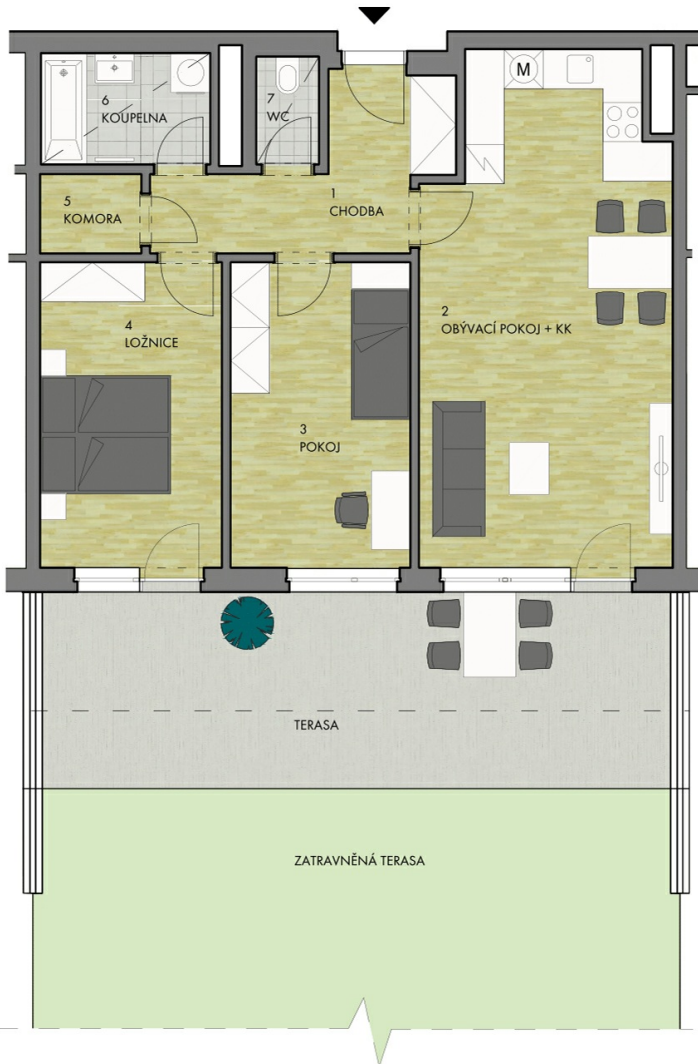 M
6
KOUPELNA
7
WC
1
CHODBA
5
KOMORA
2
OBÝVACÍ POKOJ + KK
4
LOŽNICE
3
POKOJ
TERASA
ZATRAVNĚNÁ TERASA